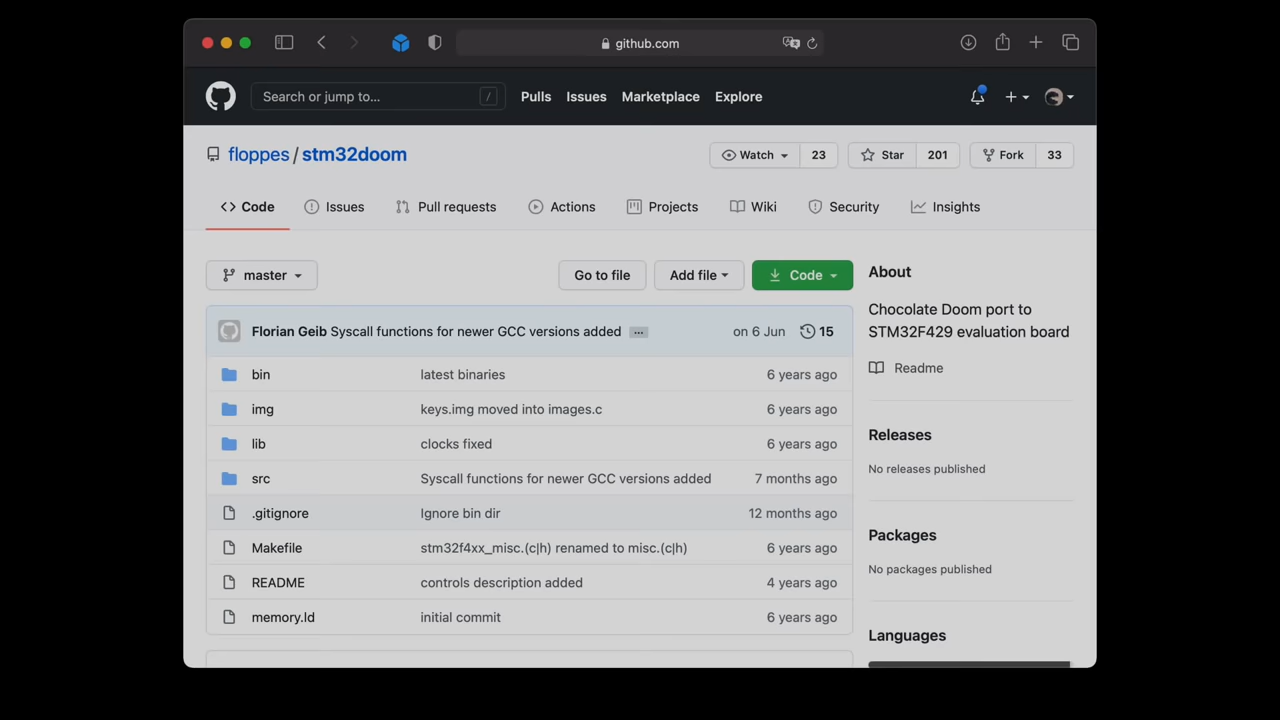 github.com
Search or jump to... /
Pulls Issues Marketplace Explore
floppes/stm32doom
Watch 23 Star 201 Fork 33
Code Issues Pull requests Actions Projects Wiki Security Insights
master Go to file Add file Code
Florian Geib Syscall functions for newer GCC versions added ... on 6 Jun 15
bin latest binaries 6 years ago
img keys.img moved into images.c 6 years ago
lib clocks fixed 6 years ago
src Syscall functions for newer GCC versions added 7 months ago
.gitignore Ignore bin dir 12 months ago
Makefile stm32f4xx_misc.(c|h) renamed to misc.(c|h) 6 years ago
README controls description added 4 years ago
memory.ld initial commit 6 years ago
About
Chocolate Doom port to
STM32F429 evaluation board
Readme
Releases
No releases published
Packages
No packages published
Languages